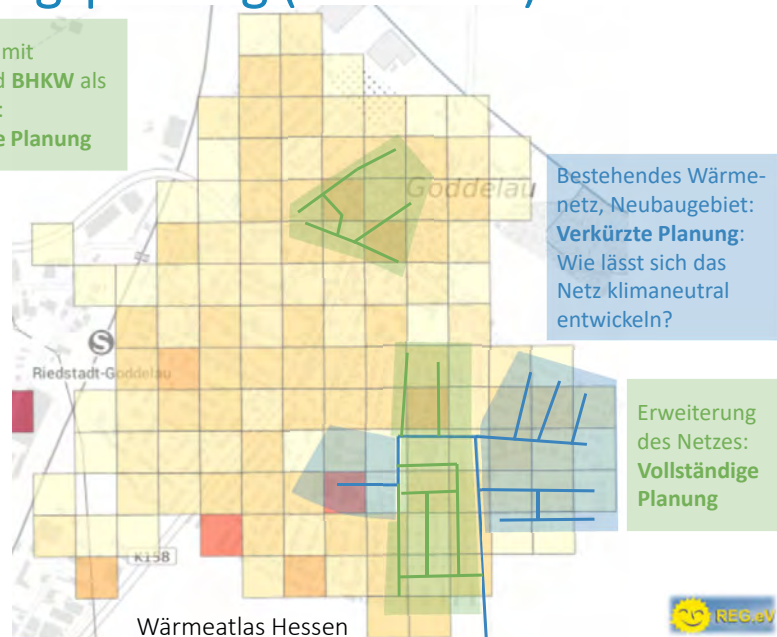 mit
BHKW als
Planung
Goddelau
Bestehendes Wärme-
netz, Neubaugebiet:
Verkürzte Planung:
Wie lässt sich das
Netz klimaneutral
entwickeln?
S
Riedstadt-Goddelau
Erweiterung
des Netzes:
Vollständige
Planung
K158
Wärmeatlas Hessen
REG.eV